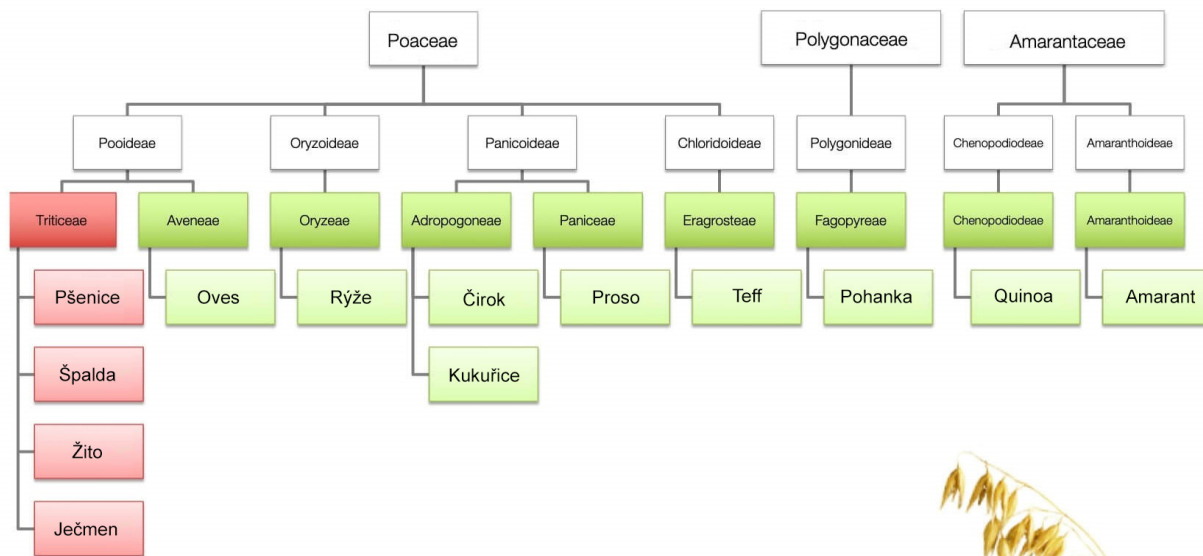 Poaceae
Polygonaceae
Amarantaceae
Pooideae
Oryzoideae
Panicoideae
Chloridoideae
Polygonideae
Chenopodiodeae
Amaranthoideae
Triticeae
Aveneae
Oryzeae
Adropogoneae
Paniceae
Eragrosteae
Fagopyreae
Chenopodiodeae
Amaranthoideae
Pšenice
Oves
Rýže
Čirok
Proso
Teff
Pohanka
Quinoa
Amarant
Špalda
Kukuřice
Žito
Ječmen